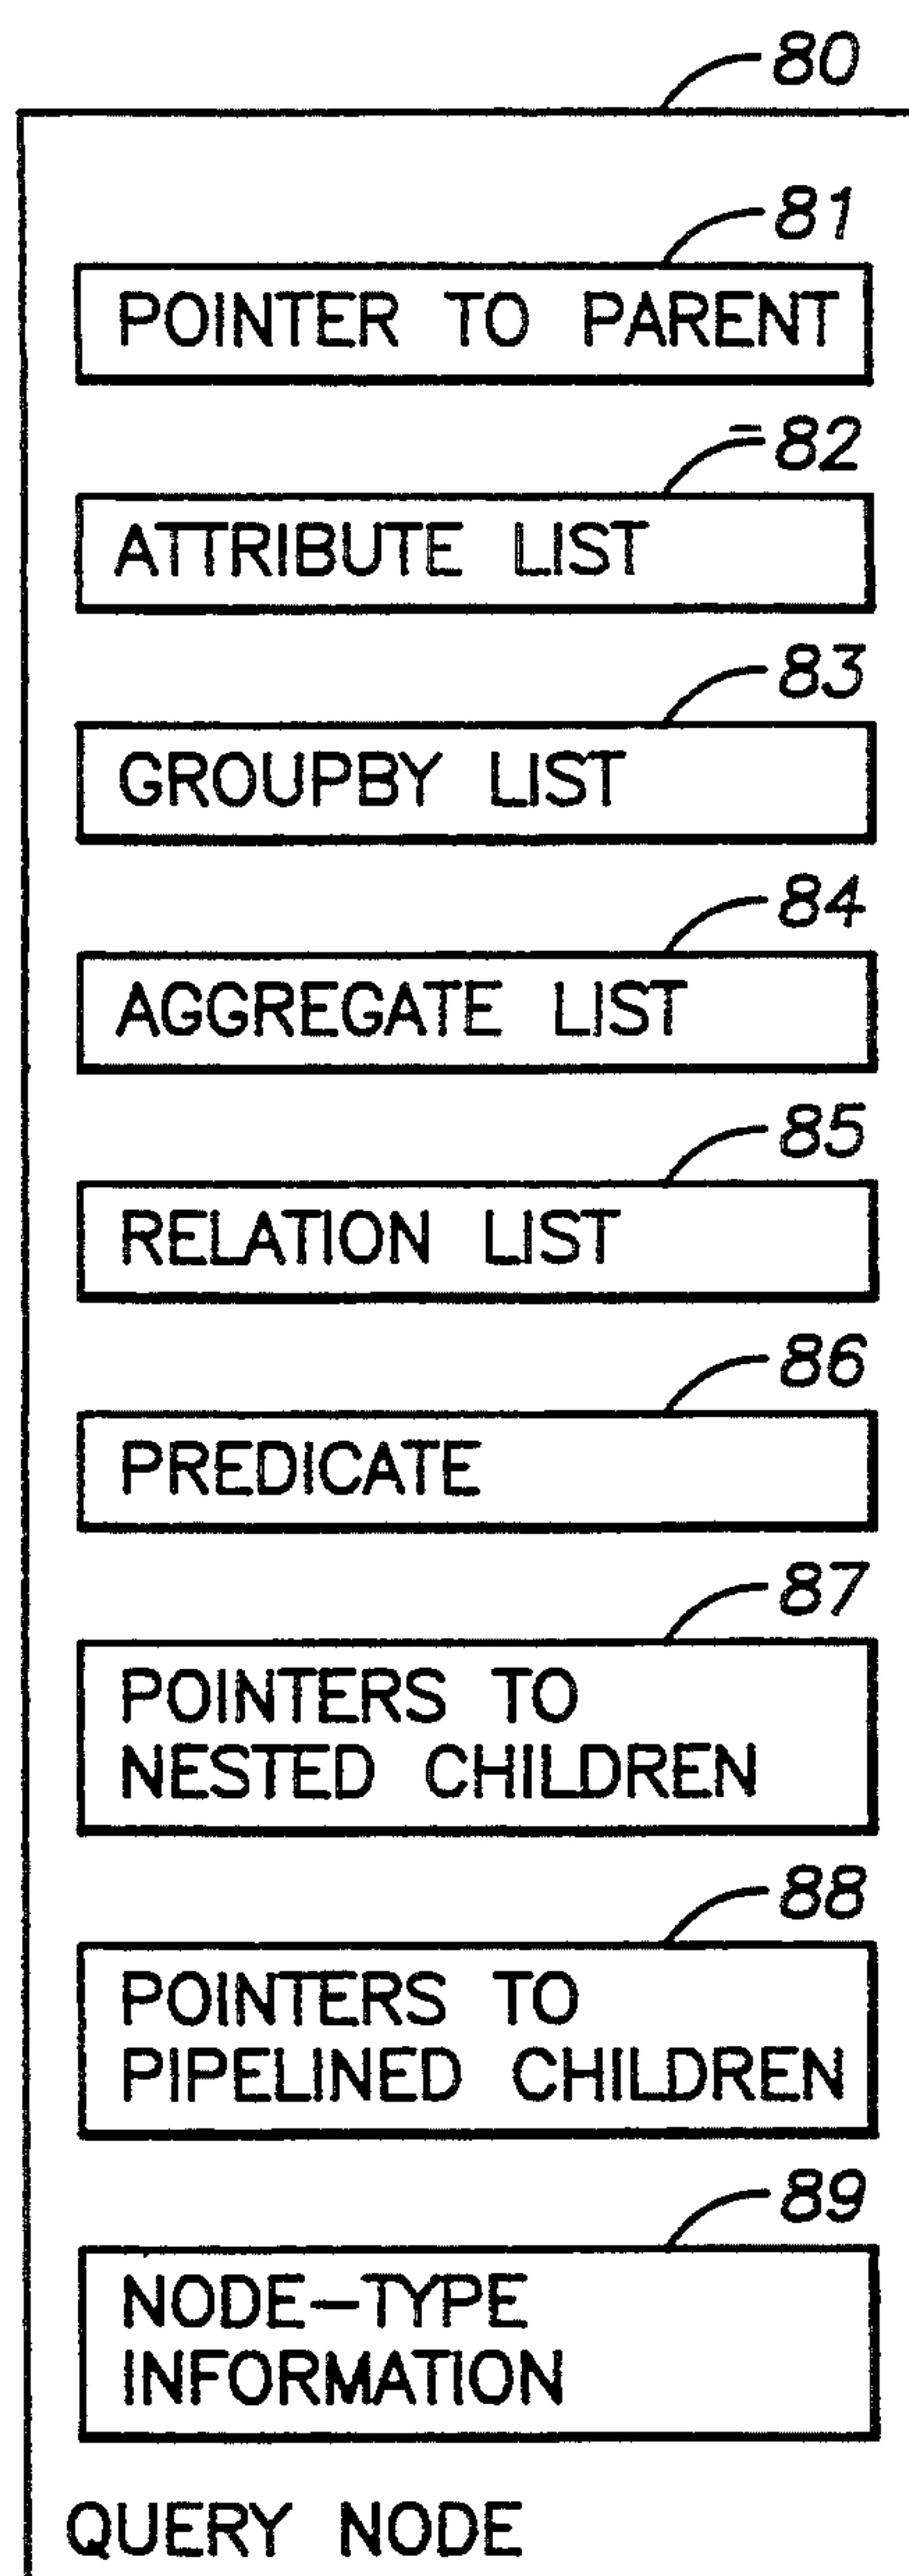 80
81
POINTER TO PARENT
82
ATTRIBUTE LIST
83
GROUPBY LIST
84
AGGREGATE LIST
85
RELATION LIST
86
PREDICATE
87
POINTERS TO
NESTED CHILDREN
88
POINTERS TO
PIPELINED CHILDREN
89
NODE-TYPE
INFORMATION
QUERY NODE